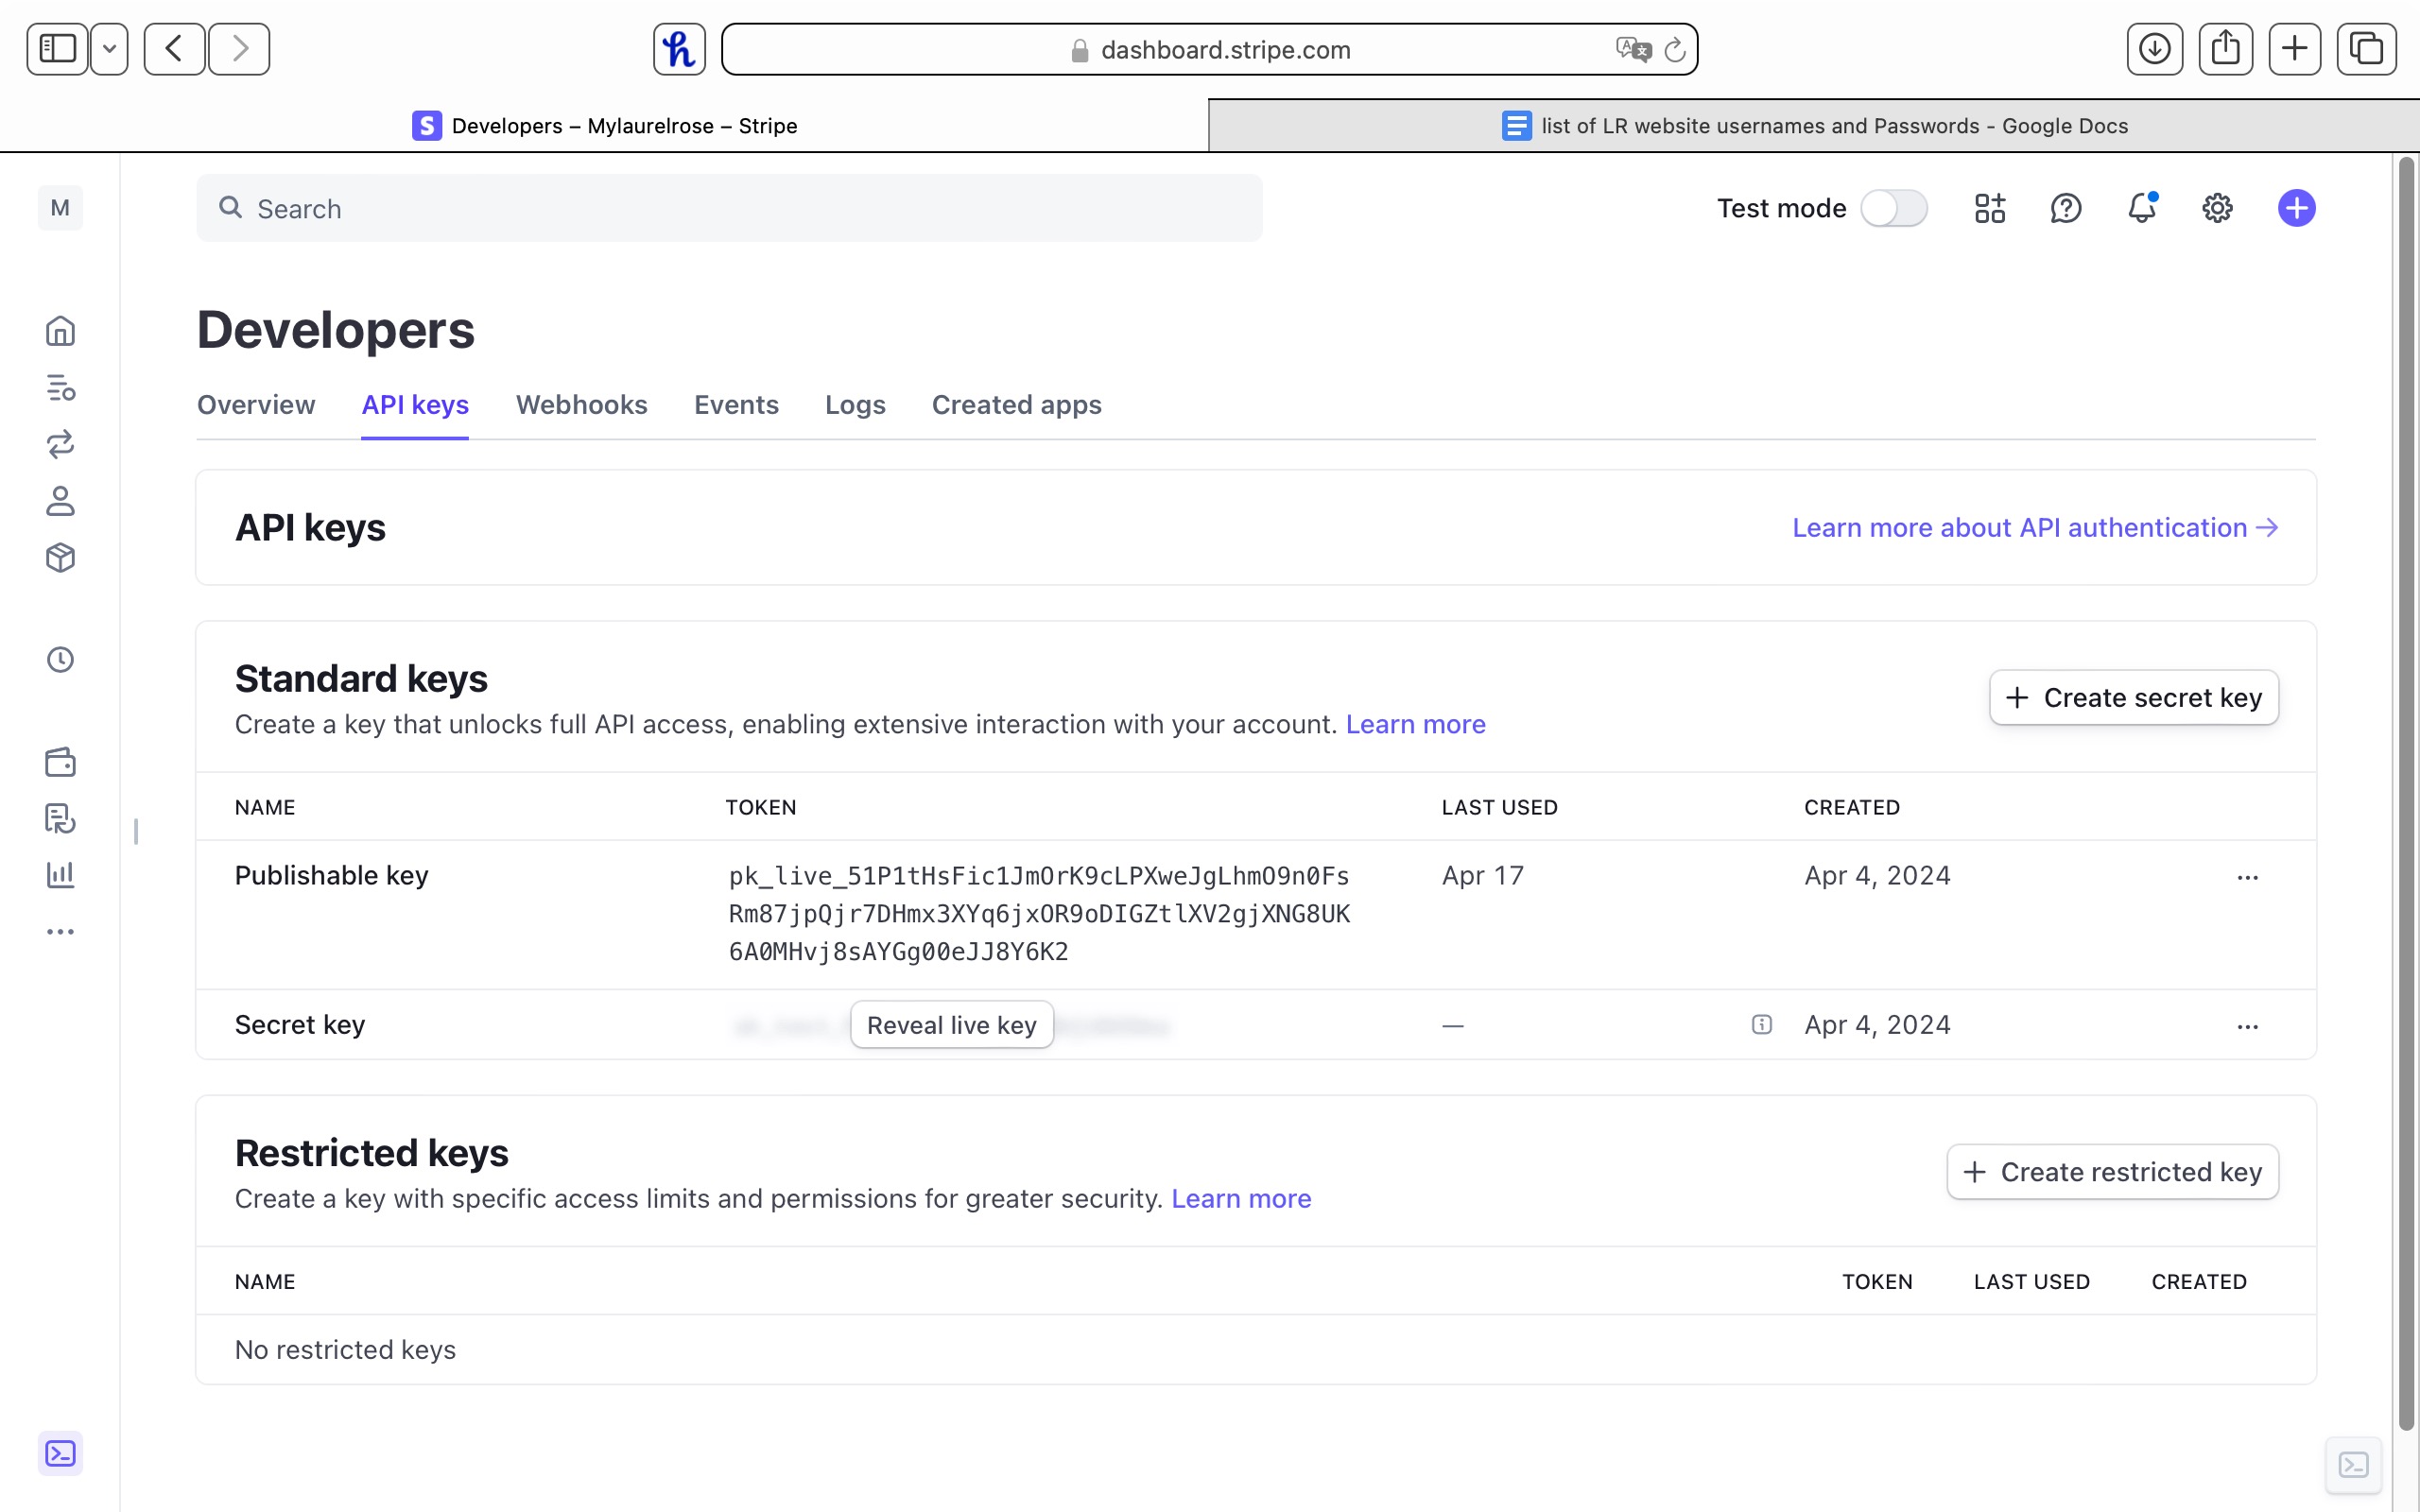 dashboard.stripe.com
Developers – Mylaurelrose – Stripe
list of LR website usernames and Passwords - Google Docs
M
Search
Test mode
Developers
Overview
API keys
Webhooks
Events
Logs
Created apps
API keys
Learn more about API authentication →
Standard keys
Create a key that unlocks full API access, enabling extensive interaction with your account. Learn more
+ Create secret key
NAME TOKEN LAST USED CREATED
Publishable key
pk_live_51P1tHsFic1JmOrK9cLPXweJgLhmO9n0Fs
Rm87jpQjr7DHmx3XYq6jxOR9oDIGZtlXV2gjXNG8UK
6A0MHvj8sAYGg00eJJ8Y6K2
Apr 17
Apr 4, 2024
Secret key
Reveal live key
—
Apr 4, 2024
Restricted keys
Create a key with specific access limits and permissions for greater security. Learn more
+ Create restricted key
NAME TOKEN LAST USED CREATED
No restricted keys